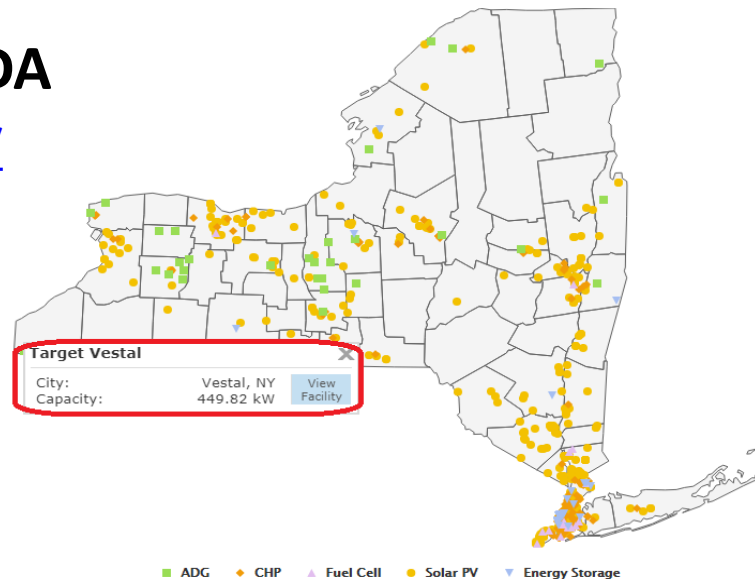 DA
Target Vestal
City: Vestal, NY
Capacity: 449.82 kW
View
Facility
ADG CHP Fuel Cell Solar PV Energy Storage